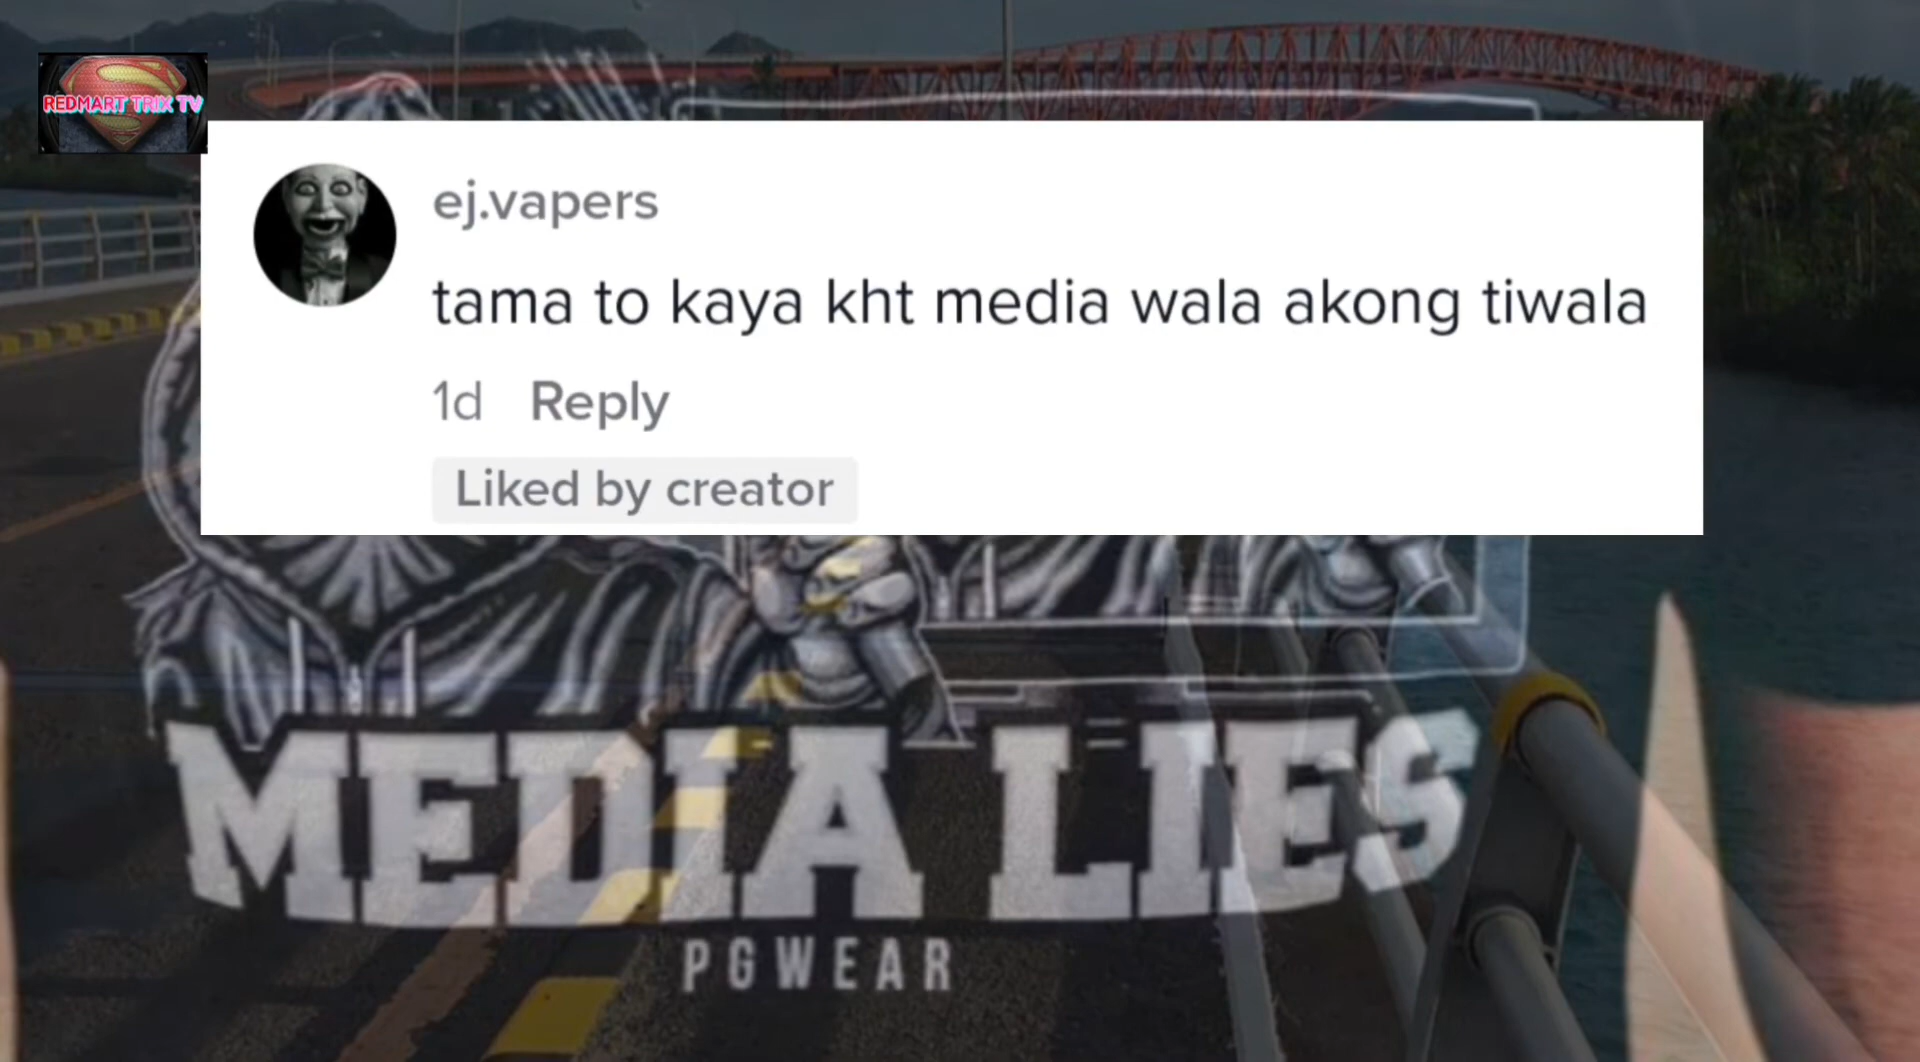 REDMART TRIX TV
ej.vapers
tama to kaya kht media wala akong tiwala
1d Reply
Liked by creator
MEDIA LIES
PGWEAR